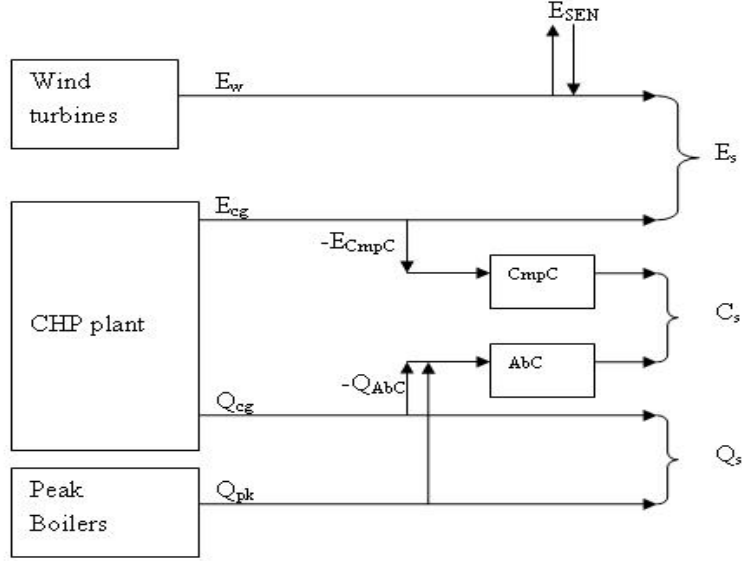 E_SEN
Wind
turbines
E_w
E_s
E_cg
-E_CmpC
CmpC
CHP plant
C_s
AbC
-Q_AbC
Q_cg
Q_s
Peak
Boilers
Q_pk